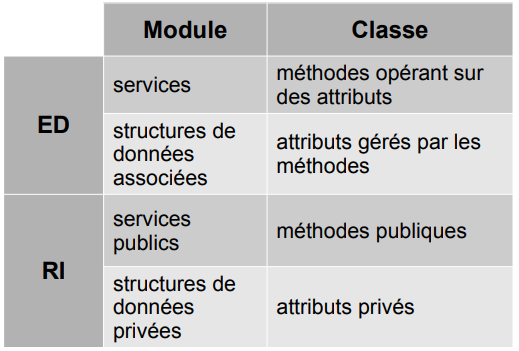 Module Classe
ED
services
méthodes opérant sur
des attributs
structures de
données
associées
attributs gérés par les
méthodes
RI
services
publics
méthodes publiques
structures de
données
privées
attributs privés